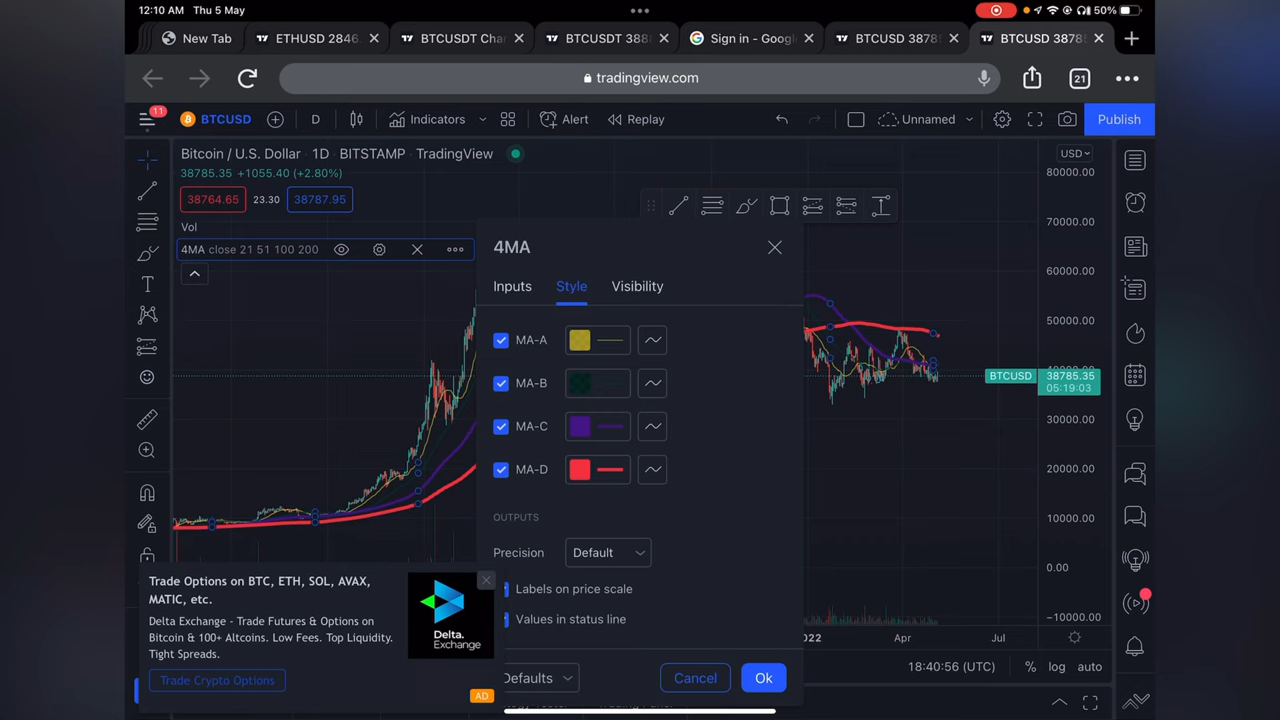 12:10 AM Thu 5 May
50%
New Tab
ETHUSD 2846.
BTCUSDT Cha
BTCUSDT 388
Sign in - Google
BTCUSD 3878
BTCUSD 3878
tradingview.com
21
11
BTCUSD
D
Indicators
Alert
Replay
Unnamed
Publish
Bitcoin / U.S. Dollar · 1D · BITSTAMP · TradingView
USD
38785.35 +1055.40 (+2.80%)
38764.65
23.30
38787.95
Vol
4MA close 21 51 100 200
80000.00
70000.00
60000.00
50000.00
BTCUSD
38785.35
05:19:03
20000.00
10000.00
0.00
-10000.00
4MA
Inputs
Style
Visibility
MA-A
MA-B
MA-C
MA-D
OUTPUTS
Precision
Default
Labels on price scale
Values in status line
Defaults
Cancel
Ok
Trade Options on BTC, ETH, SOL, AVAX,
MATIC, etc.
Delta Exchange - Trade Futures & Options on
Bitcoin & 100+ Altcoins. Low Fees. Top Liquidity.
Tight Spreads.
Trade Crypto Options
Delta.
Exchange
AD
2022
Apr
Jul
18:40:56 (UTC)
%
log
auto